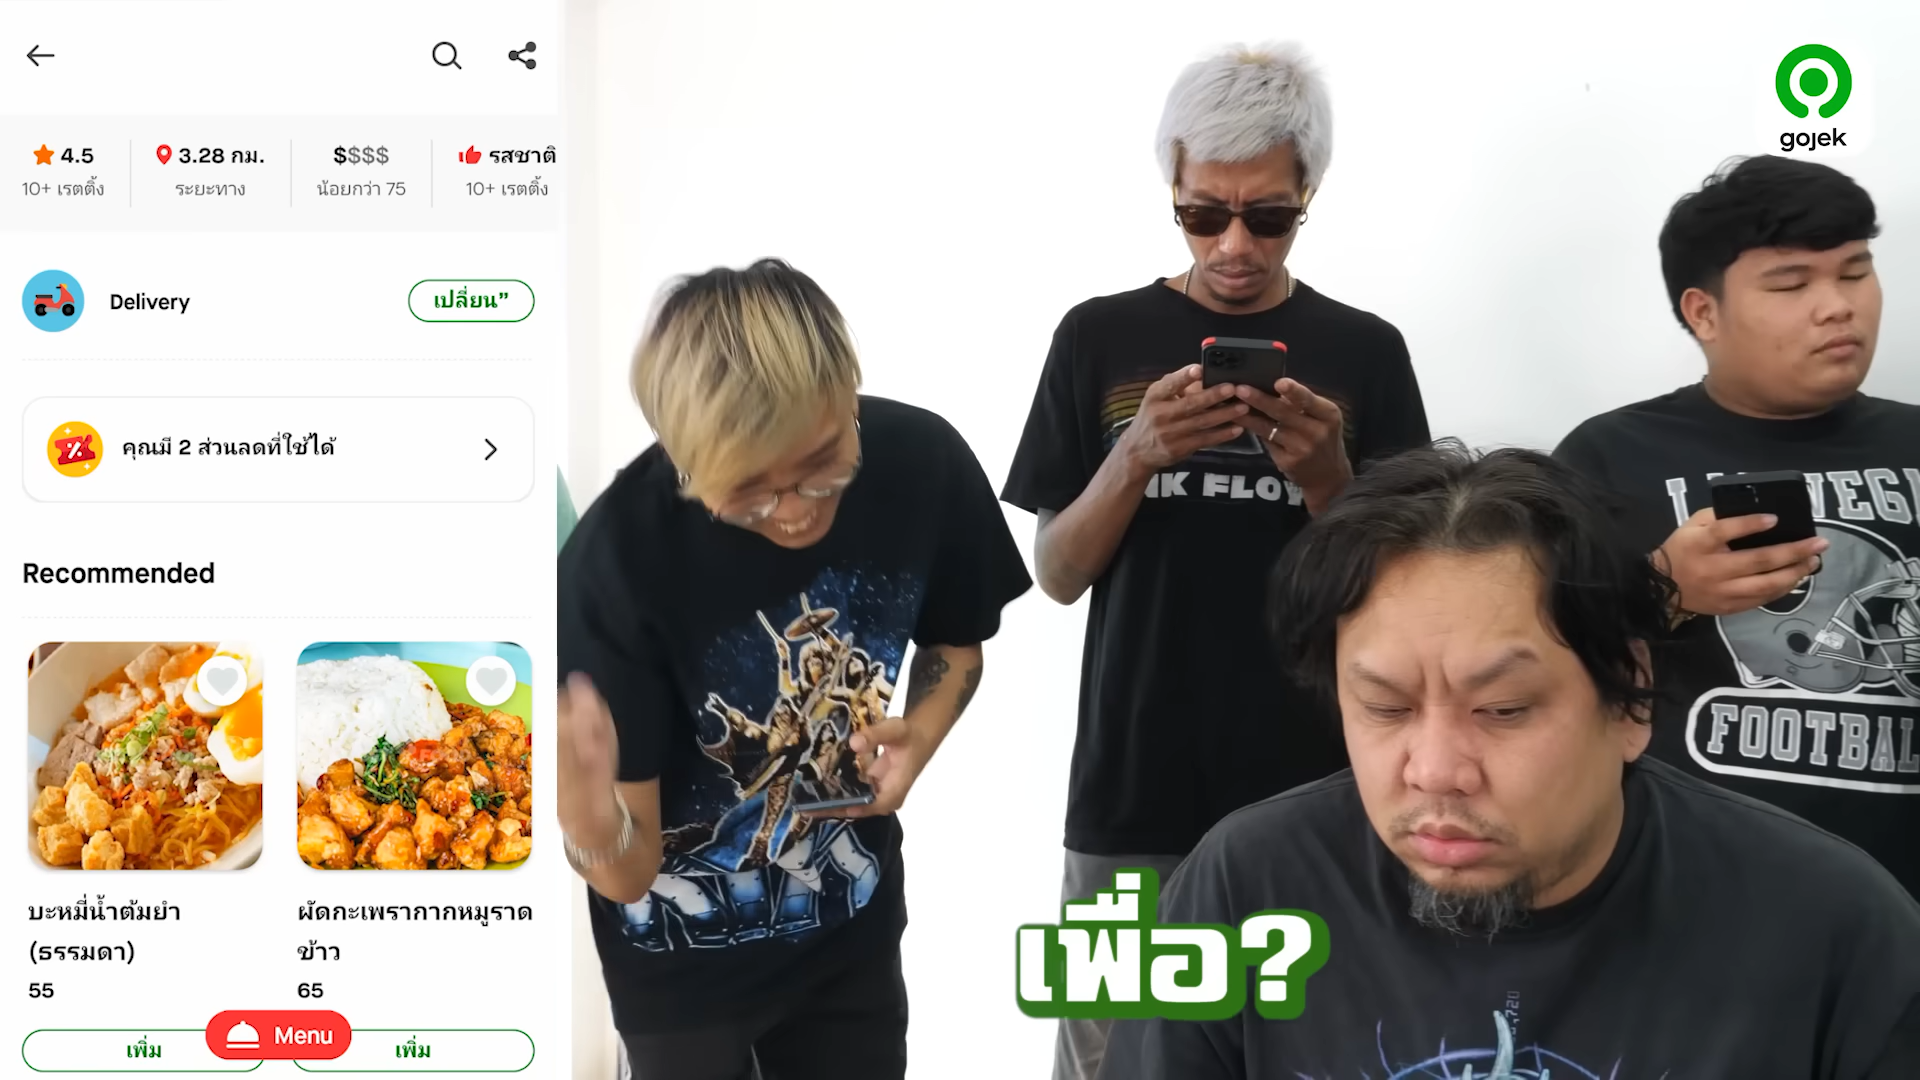 4.5
10+ เรตติ้ง
3.28 กม.
ระยะทาง
$$$$
น้อยกว่า 75
รสชาติ
10+ เรตติ้ง
Delivery
เปลี่ยน”
คุณมี 2 ส่วนลดที่ใช้ได้
Recommended
บะหมี่น้ำต้มยำ
(ธรรมดา)
55
เพิ่ม
ผัดกะเพรากากหมูราด
ข้าว
65
เพิ่ม
Menu
gojek
NK FLOY
FOOTBAL
เพื่อ?